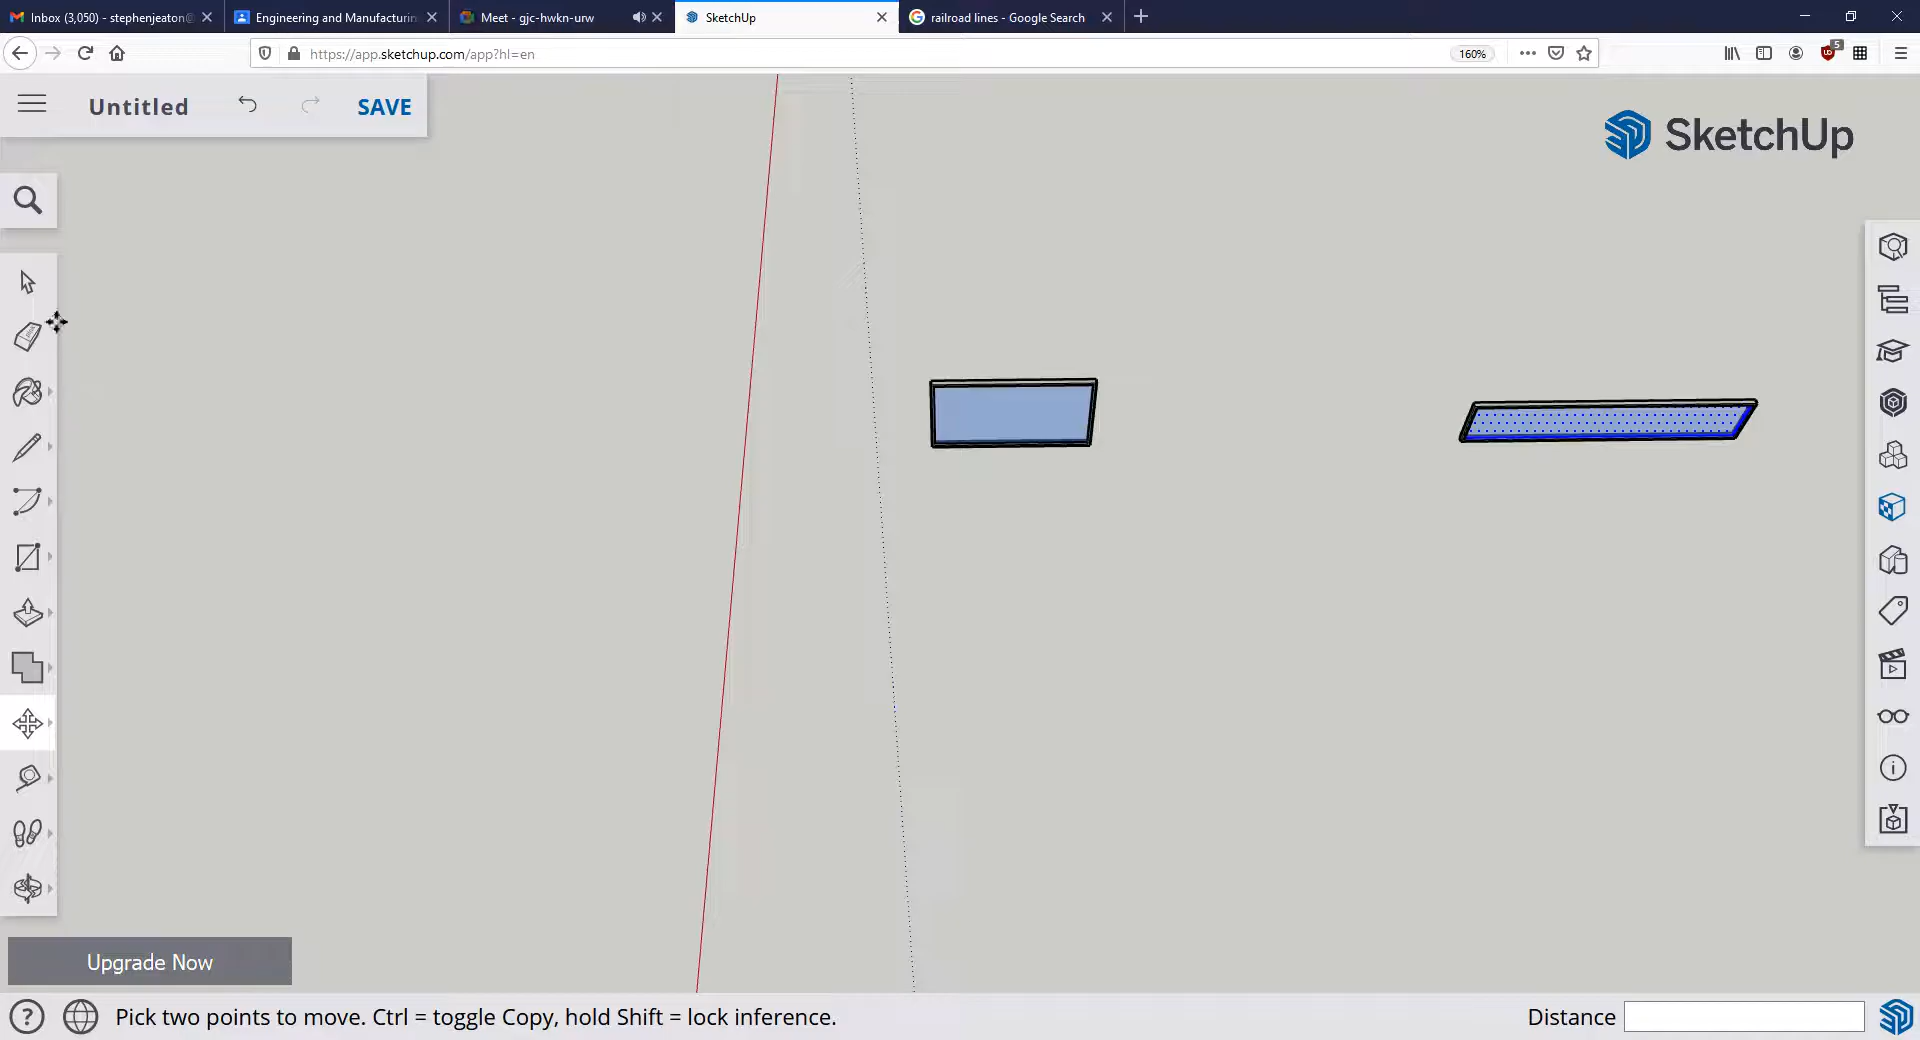 Inbox (3,050) - stephenjeaton@
Engineering and Manufacturin
Meet - gjc-hwkn-urw
SketchUp
railroad lines - Google Search
https://app.sketchup.com/app?hl=en
160%
5
Untitled
SAVE
SketchUp
Upgrade Now
Pick two points to move. Ctrl = toggle Copy, hold Shift = lock inference.
Distance